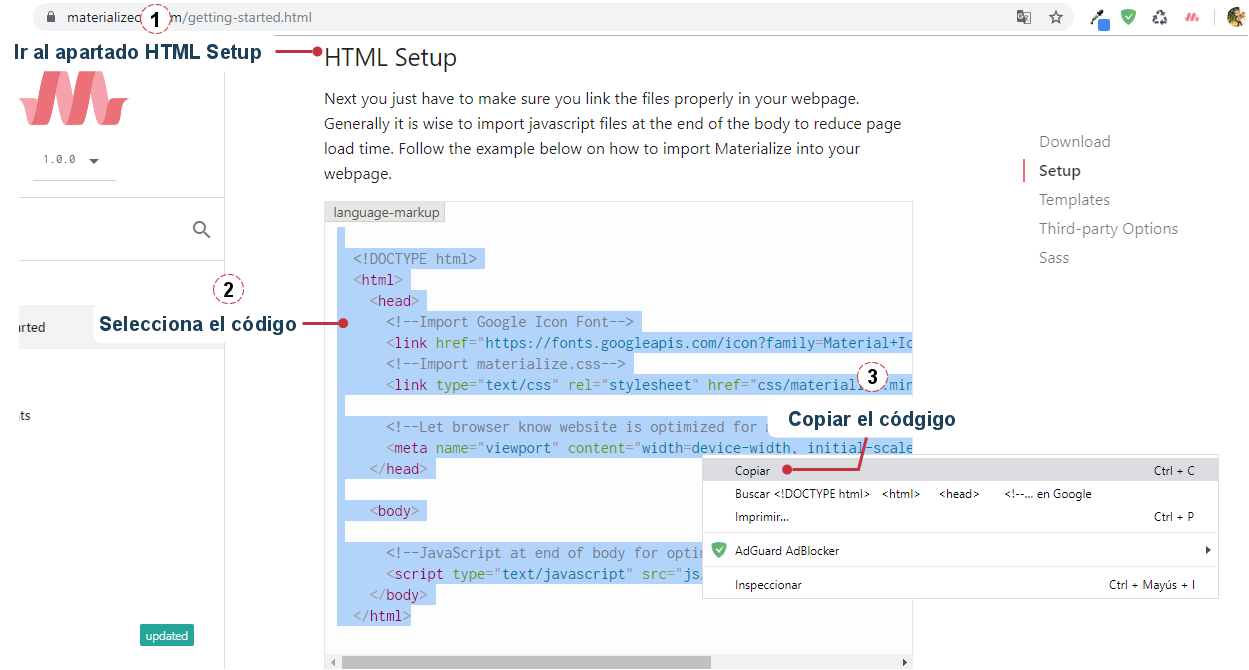 materializec 1 m/getting-started.html
Ir al apartado HTML Setup
HTML Setup
1.0.0
Next you just have to make sure you link the files properly in your webpage.
Generally it is wise to import javascript files at the end of the body to reduce page
load time. Follow the example below on how to import Materialize into your
webpage.
Download
Setup
Templates
Third-party Options
Sass
language-markup
<!DOCTYPE html>
<html>
<head>
2
Selecciona el código
arted
<!--Import Google Icon Font-->
<link href="https://fonts.googleapis.com/icon?family=Material+Ic
<!--Import materialize.css-->
<link type="text/css" rel="stylesheet" href="css/materializ 3 .min
ts
Copiar el códgigo
<!--Let browser know website is optimized for
<meta name="viewport" content="width=device-width, initial-scale
</head>
<body>
<!--JavaScript at end of body for opti
<script type="text/javascript" src="js
</body>
</html>
Copiar Ctrl + C
Buscar <!DOCTYPE html> <html> <head> <!--... en Google
Imprimir... Ctrl + P
AdGuard AdBlocker
Inspeccionar Ctrl + Mayús + I
updated